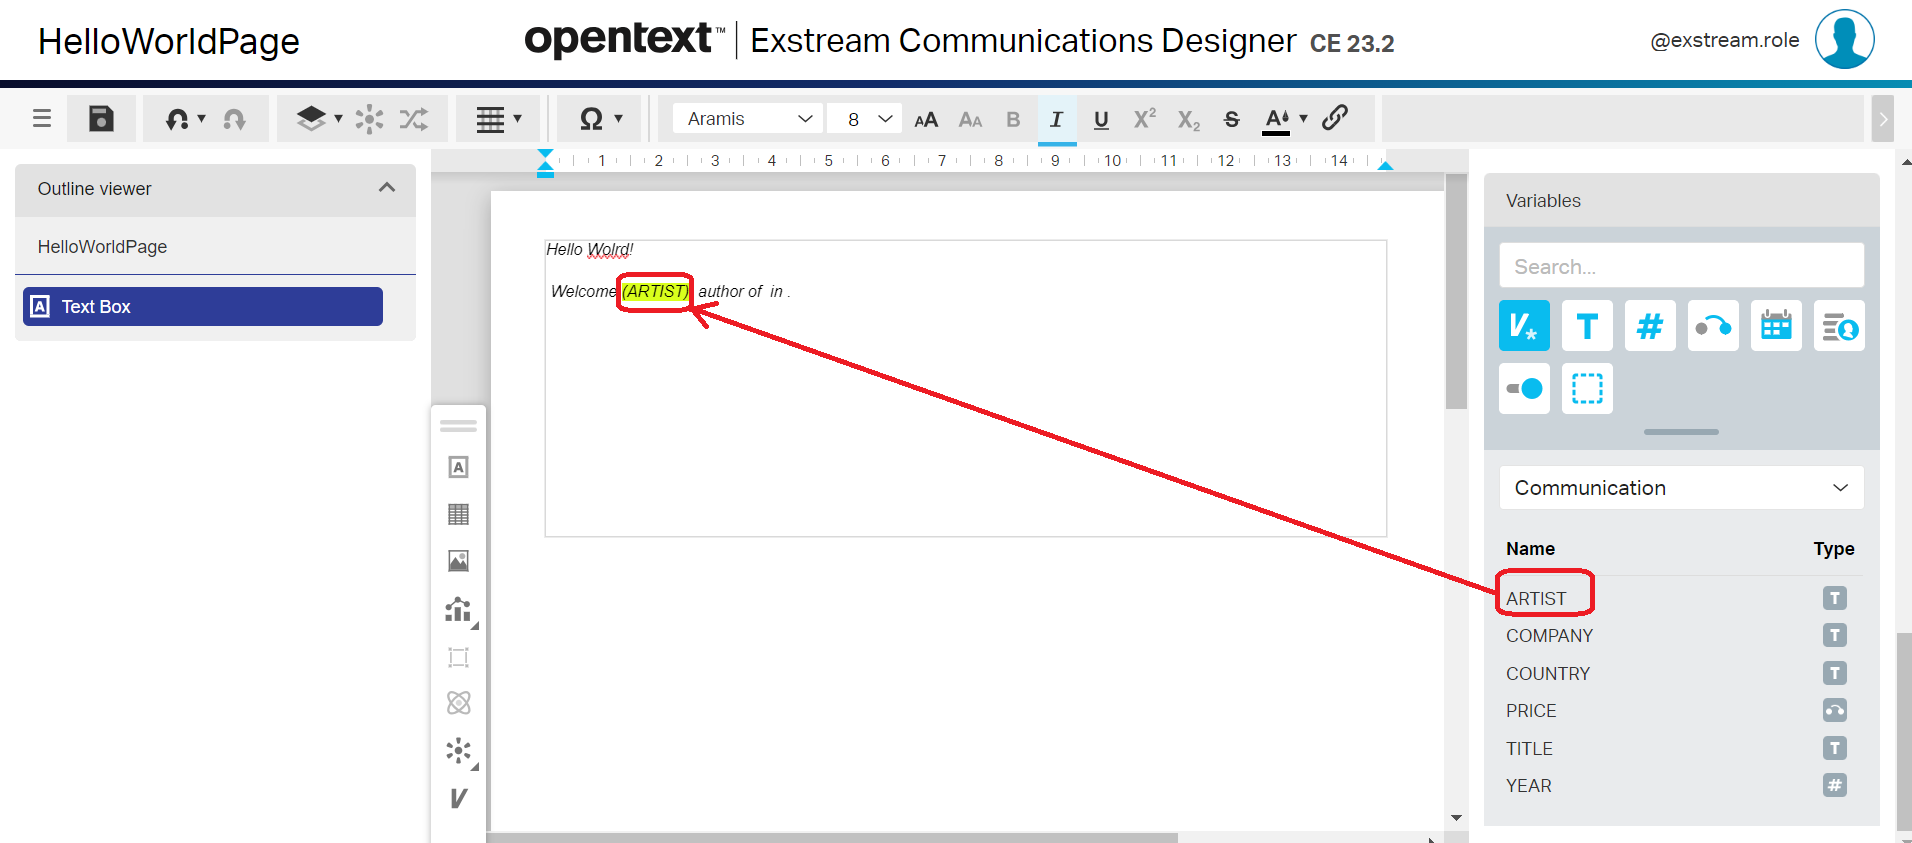 HelloWorldPage
opentext™ | Exstream Communications Designer CE 23.2
@exstream.role
Aramis
8
AA
AA
B
I
U
X²
X₂
S
A
Outline viewer
HelloWorldPage
A Text Box
1 2 3 4 5 6 7 8 9 10 11 12 13 14
Hello Wolrd!
Welcome (ARTIST) author of in .
Variables
Search...
V* T #
Communication
Name Type
ARTIST T
COMPANY T
COUNTRY T
PRICE
TITLE T
YEAR #
A
V